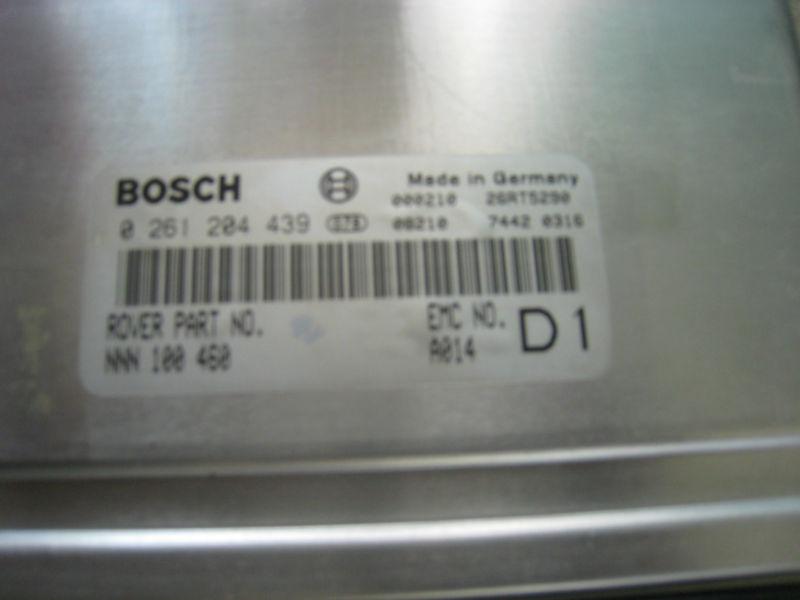 BOSCH
Made in Germany
000210 26RT5290
0 261 204 439 08210 7442 0316
ROVER PART NO.
EMC NO. D1
NNN 100 460
A014